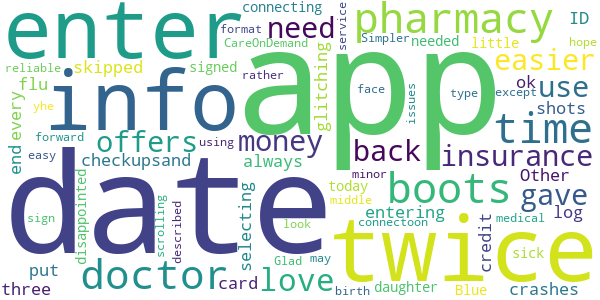 connecting
enter
need
pharmacy
ID
format
service
CareOnDemand
needed
Simpler
little
hope
reliable
skipped
signed
rather
glitching
app
easier
flu
info
face
issues
type
except
ok
use
yhe
forward
every
offers
money
back
time
shots
easy
using
end
checkupsand
always
insurance
Other
date
disappointed
scrolling
described
selecting
minor
today
middle
boots
gave
log
entering
sign
look
connectoon
twice
credit
medical
sick
three
put
doctor
card
Glad
may
love
birth
daughter
Blue
crashes